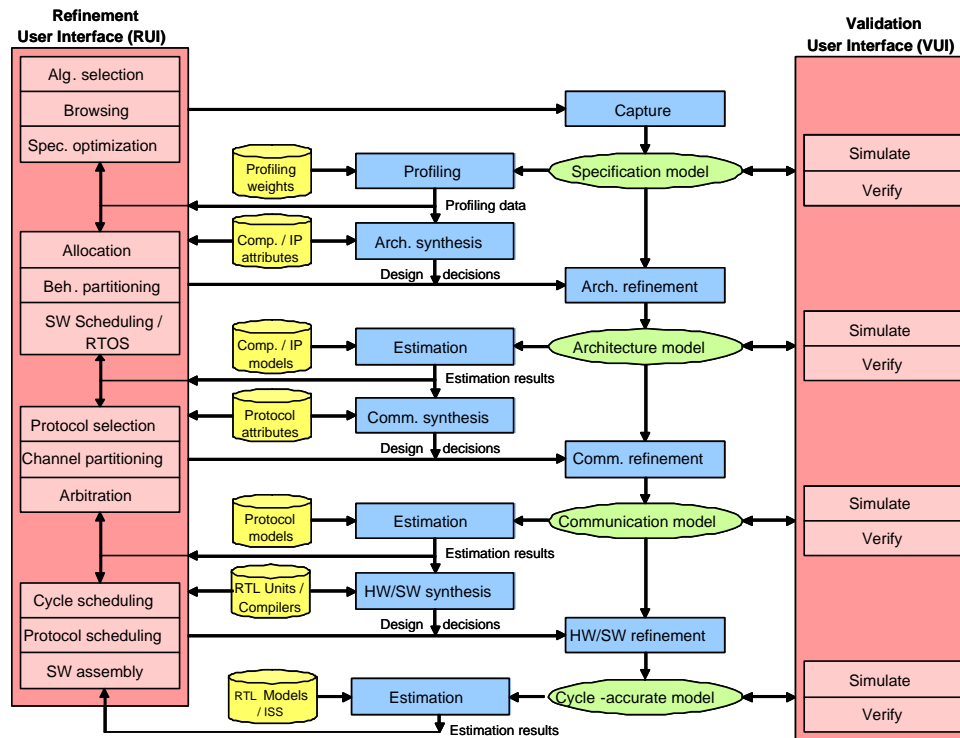 Refinement
User Interface (RUI)
Validation
User Interface (VUI)
Alg. selection
Browsing
Spec. optimization
Capture
Profiling
weights
Profiling
Specification model
Simulate
Verify
Profiling data
Allocation
Beh. partitioning
SW Scheduling /
RTOS
Comp. / IP
attributes
Arch. synthesis
Design decisions
Arch. refinement
Comp. / IP
models
Estimation
Architecture model
Simulate
Verify
Estimation results
Protocol selection
Channel partitioning
Arbitration
Protocol
attributes
Comm. synthesis
Design decisions
Comm. refinement
Protocol
models
Estimation
Communication model
Simulate
Verify
Estimation results
Cycle scheduling
Protocol scheduling
SW assembly
RTL Units /
Compilers
HW/SW synthesis
Design decisions
HW/SW refinement
RTL Models
/ ISS
Estimation
Cycle -accurate model
Simulate
Verify
Estimation results